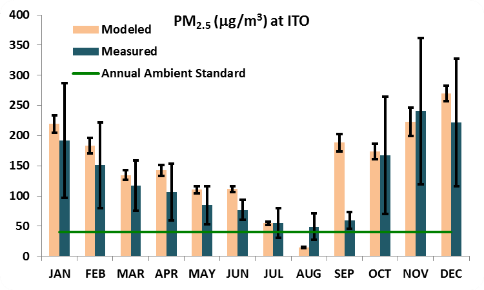 PM2.5 (µg/m³) at ITO
Modeled
Measured
Annual Ambient Standard
400
350
300
250
200
150
100
50
0
JAN FEB MAR APR MAY JUN JUL AUG SEP OCT NOV DEC